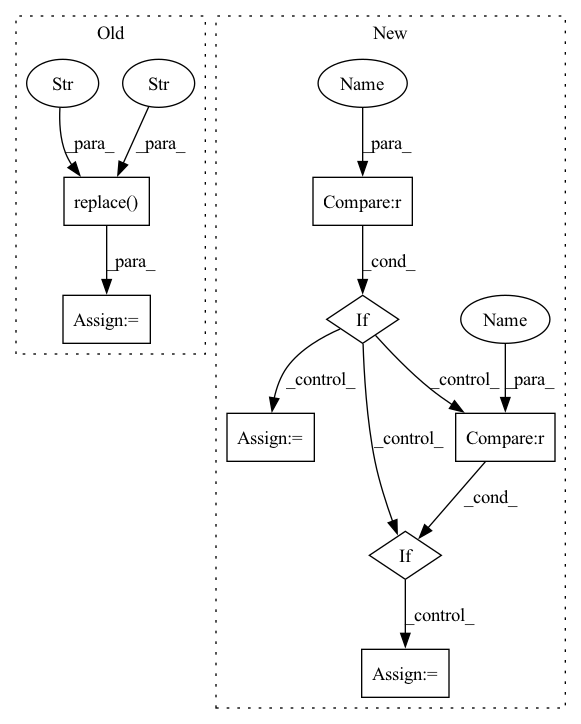 Old
New
Str
Str
Name
_para_
_para_
_para_
replace()
Compare:r
_para_
_cond_
Assign:=
If
Name
_control_
_control_
_para_
Assign:=
_control_
Compare:r
_cond_
If
_control_
Assign:=